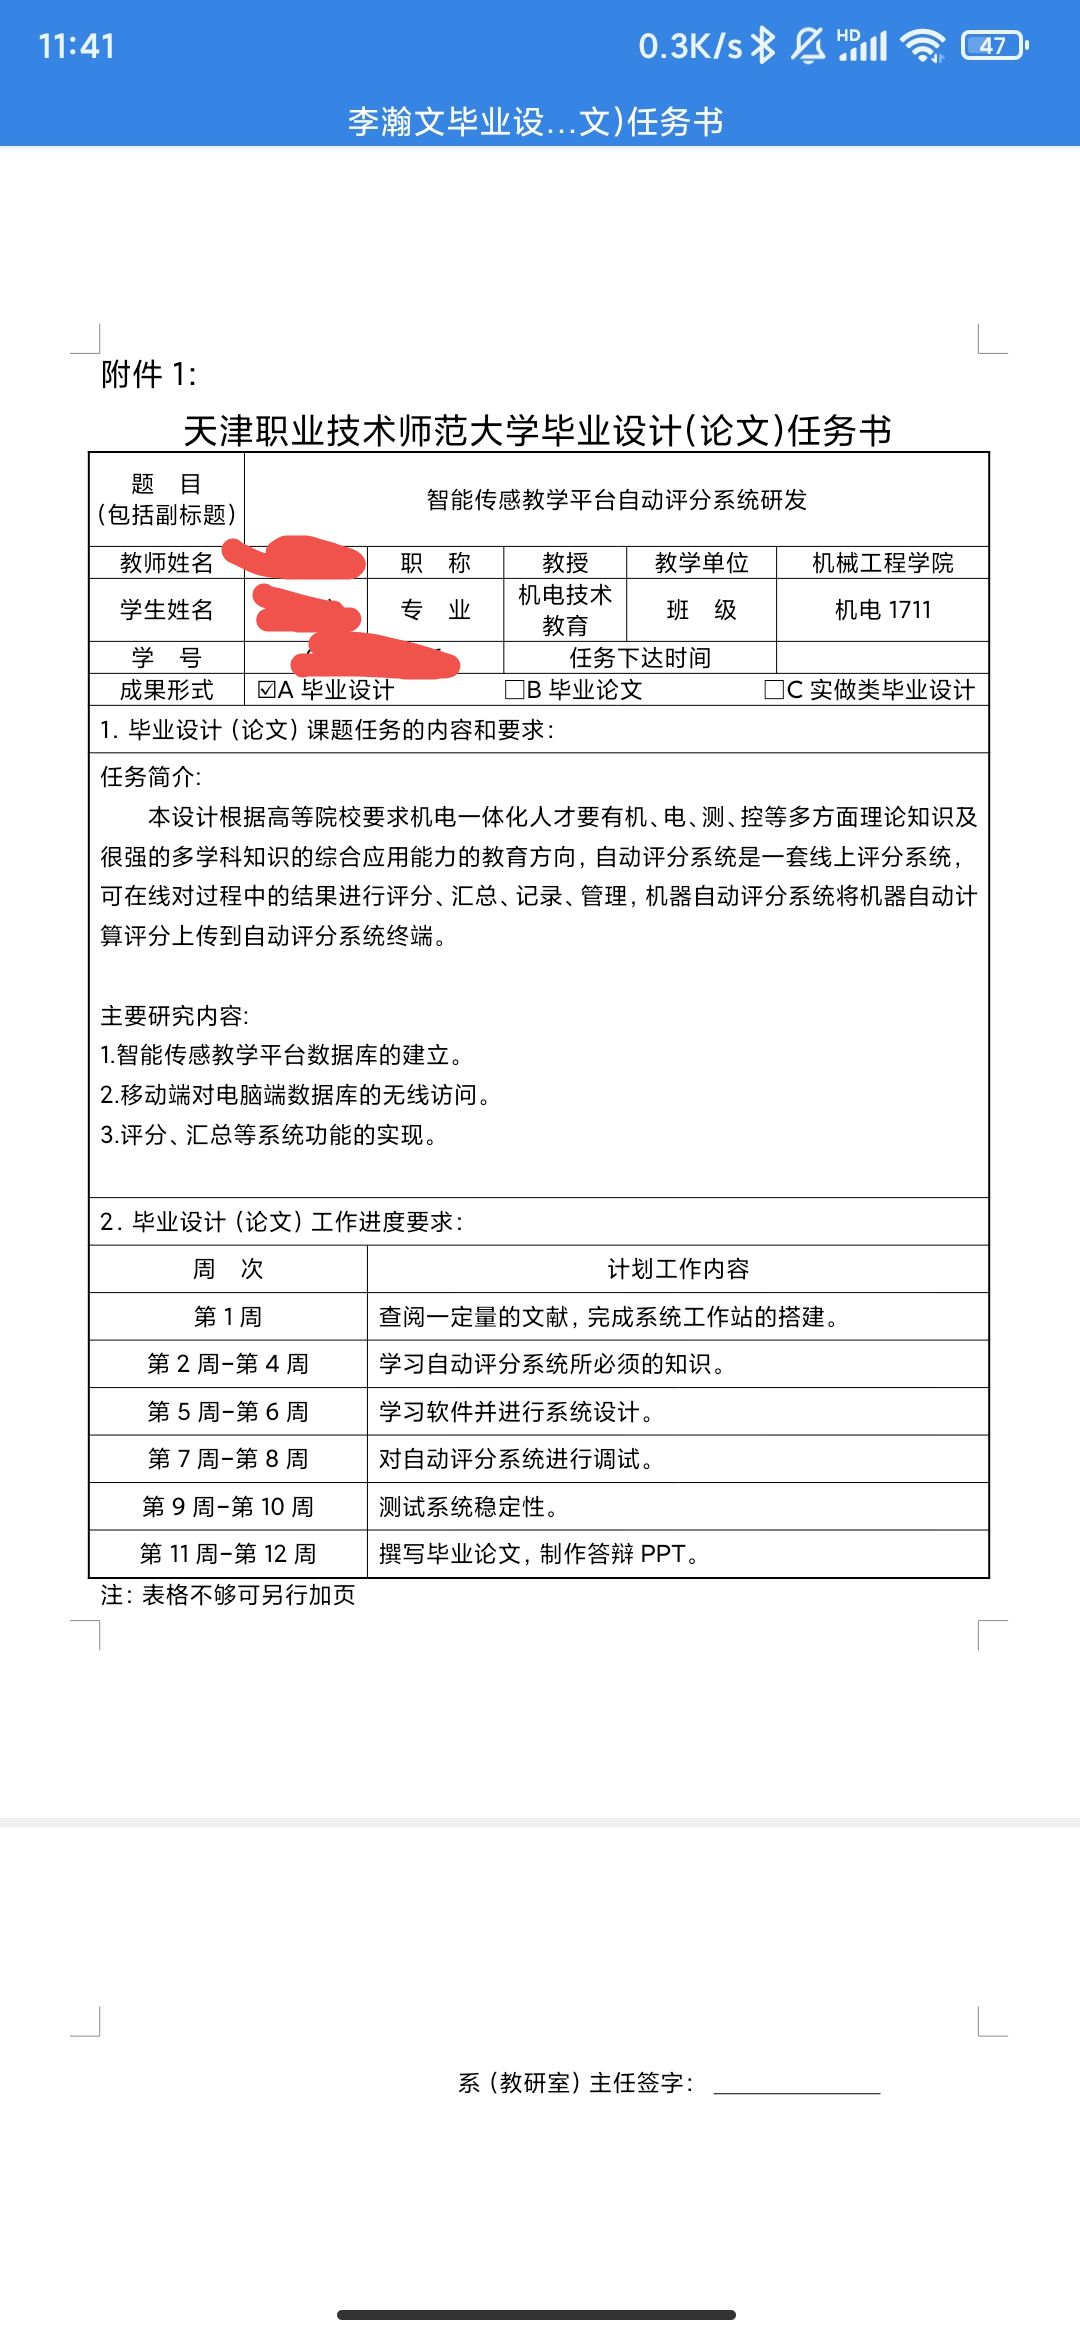 11:41
0.3K/s HD 47
李瀚文毕业设...文)任务书
附件 1:
天津职业技术师范大学毕业设计(论文)任务书
题 目
(包括副标题)
智能传感教学平台自动评分系统研发
教师姓名 职 称 教授 教学单位 机械工程学院
学生姓名 专 业 机电技术教育 班 级 机电 1711
学 号 任务下达时间
成果形式 ☑A 毕业设计 □B 毕业论文 □C 实做类毕业设计
1. 毕业设计(论文)课题任务的内容和要求:
任务简介:
本设计根据高等院校要求机电一体化人才要有机、电、测、控等多方面理论知识及
很强的多学科知识的综合应用能力的教育方向,自动评分系统是一套线上评分系统,
可在线对过程中的结果进行评分、汇总、记录、管理,机器自动评分系统将机器自动计
算评分上传到自动评分系统终端。
主要研究内容:
1.智能传感教学平台数据库的建立。
2.移动端对电脑端数据库的无线访问。
3.评分、汇总等系统功能的实现。
2. 毕业设计(论文)工作进度要求:
周 次 计划工作内容
第 1 周 查阅一定量的文献,完成系统工作站的搭建。
第 2 周-第 4 周 学习自动评分系统所必须的知识。
第 5 周-第 6 周 学习软件并进行系统设计。
第 7 周-第 8 周 对自动评分系统进行调试。
第 9 周-第 10 周 测试系统稳定性。
第 11 周-第 12 周 撰写毕业论文,制作答辩 PPT。
注: 表格不够可另行加页
系(教研室)主任签字: